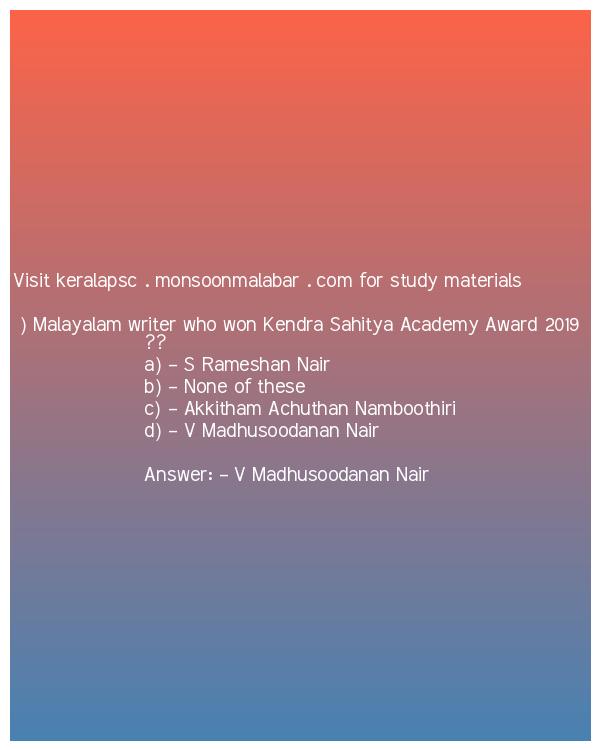 Visit keralapsc . monsoonmalabar . com for study materials
) Malayalam writer who won Kendra Sahitya Academy Award 2019
??
a) - S Rameshan Nair
b) - None of these
c) - Akkitham Achuthan Namboothiri
d) - V Madhusoodanan Nair
Answer: - V Madhusoodanan Nair